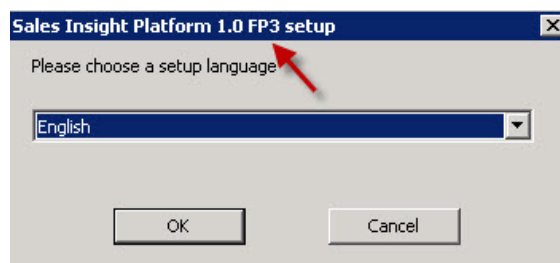 Sales Insight Platform 1.0 FP3 setup
Please choose a setup language
English
OK
Cancel